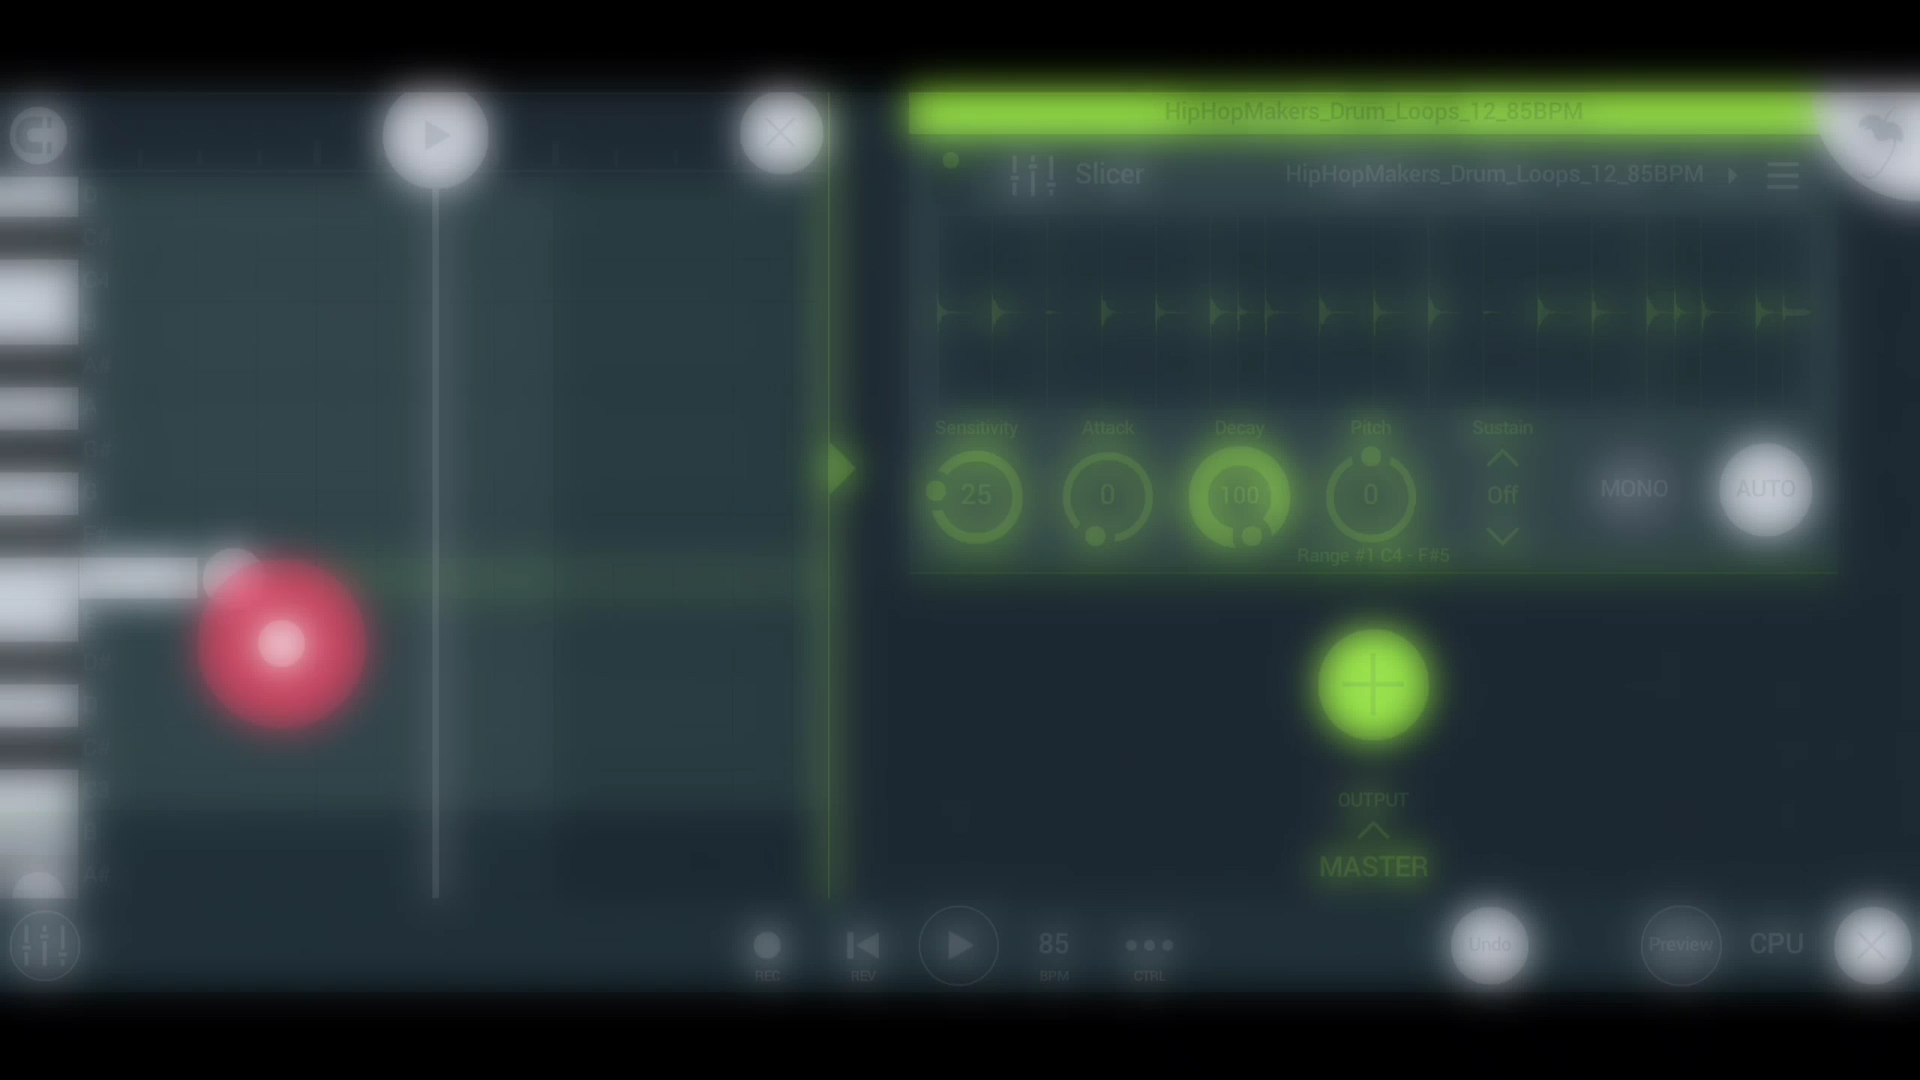 HipHopMakers_Drum_Loops_12_85BPM
Slicer
HipHopMakers_Drum_Loops_12_85BPM
Sensitivity
Attack
Decay
Pitch
Sustain
25
0
100
0
Off
MONO
AUTO
Range #1 C4 - F#5
C#
A#
G#
C#
A#
OUTPUT
MASTER
85
Undo
Preview
CPU
REC
REV
BPM
CTRL